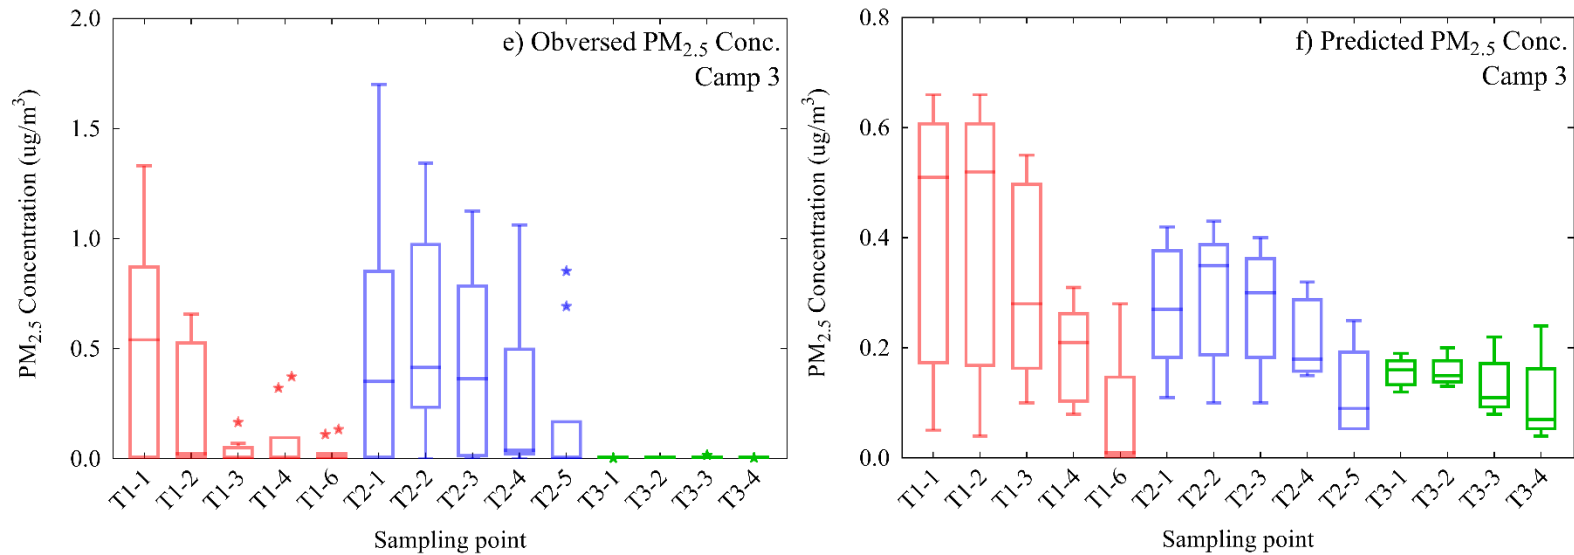 e) Obversed PM2.5 Conc.
Camp 3
PM2.5 Concentration (ug/m3)
2.0
1.5
1.0
0.5
0.0
T1-1
T1-2
T1-3
T1-4
T1-6
T2-1
T2-2
T2-3
T2-4
T2-5
T3-1
T3-2
T3-3
T3-4
Sampling point
f) Predicted PM2.5 Conc.
Camp 3
PM2.5 Concentration (ug/m3)
0.8
0.6
0.4
0.2
0.0
T1-1
T1-2
T1-3
T1-4
T1-6
T2-1
T2-2
T2-3
T2-4
T2-5
T3-1
T3-2
T3-3
T3-4
Sampling point